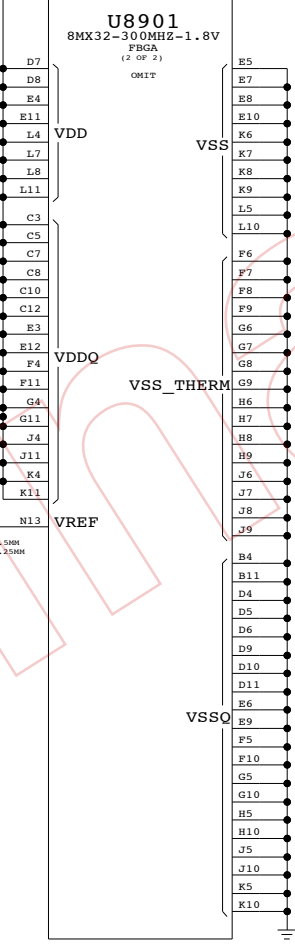 U8901
8MX32-300MHZ-1.8V
FBGA
(2 OF 2)
OMIT
D7
D8
E4
E11
L4
L7
L8
L11
VDD
C3
C5
C7
C8
C10
C12
E3
E12
F4
F11
G4
G11
J4
J11
K4
K11
VDDQ
N13
VREF
.5MM
.25MM
E5
E7
E8
E10
K6
K7
K8
K9
L5
L10
VSS
F6
F7
F8
F9
G6
G7
G8
G9
H6
H7
H8
H9
J6
J7
J8
J9
VSS_THERM
B4
B11
D4
D5
D6
D9
D10
D11
E6
E9
F5
F10
G5
G10
H5
H10
J5
J10
K5
K10
VSSQ